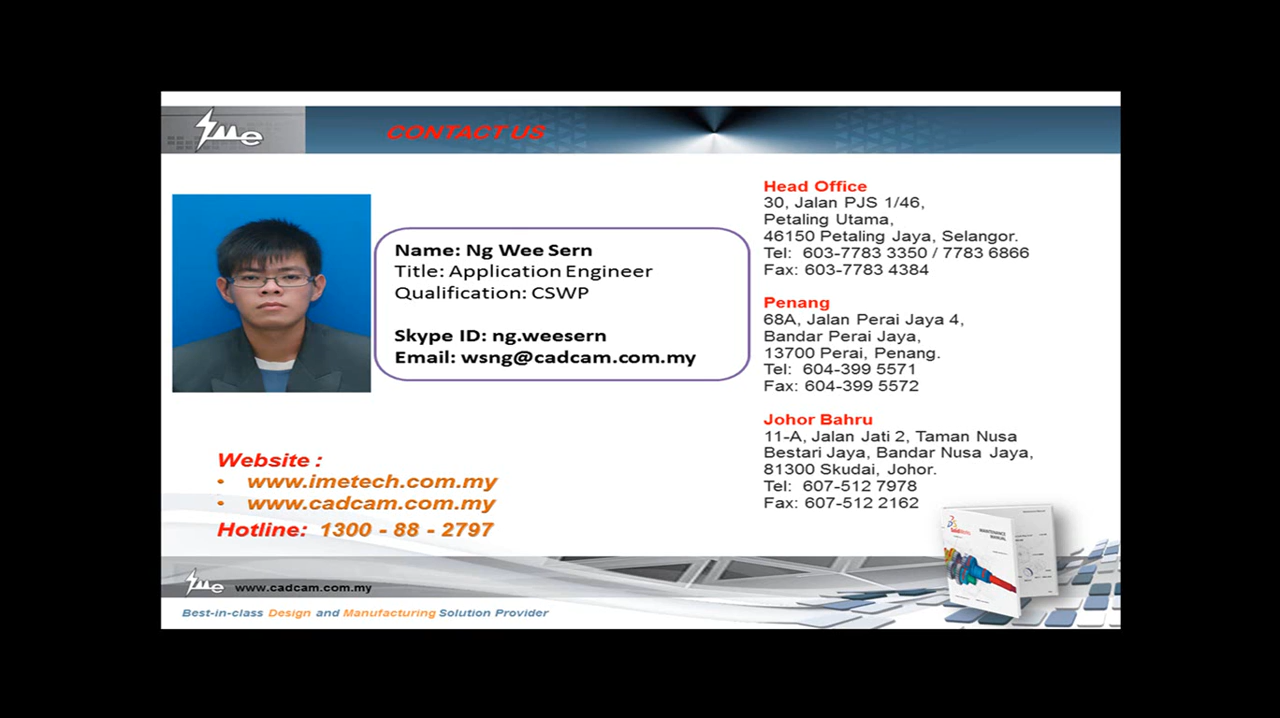 IMe
CONTACT US
Name: Ng Wee Sern
Title: Application Engineer
Qualification: CSWP
Skype ID: ng.weesern
Email: wsng@cadcam.com.my
Head Office
30, Jalan PJS 1/46,
Petaling Utama,
46150 Petaling Jaya, Selangor.
Tel: 603-7783 3350 / 7783 6866
Fax: 603-7783 4384
Penang
68A, Jalan Perai Jaya 4,
Bandar Perai Jaya,
13700 Perai, Penang.
Tel: 604-399 5571
Fax: 604-399 5572
Johor Bahru
11-A, Jalan Jati 2, Taman Nusa
Bestari Jaya, Bandar Nusa Jaya,
81300 Skudai, Johor.
Tel: 607-512 7978
Fax: 607-512 2162
Website :
• www.imetech.com.my
• www.cadcam.com.my
Hotline: 1300 - 88 - 2797
SolidWorks
MAINTENANCE
MANUAL
IMe www.cadcam.com.my
Best-in-class Design and Manufacturing Solution Provider